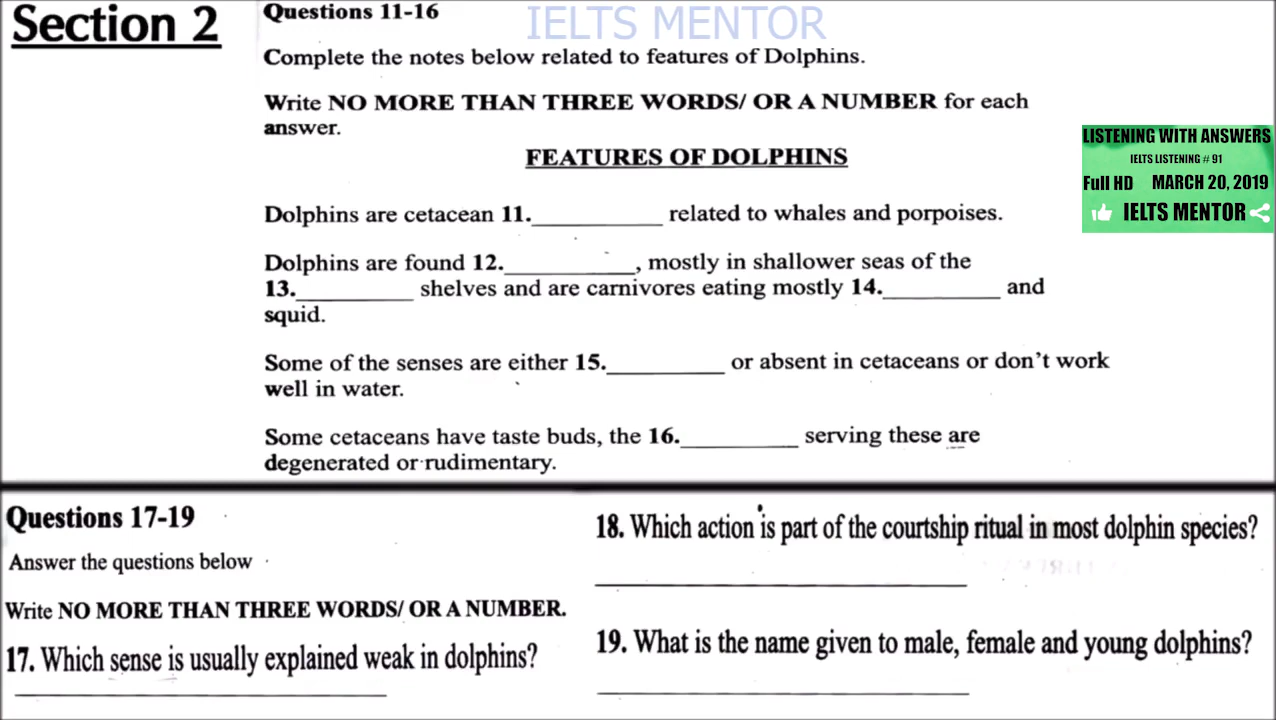 Section 2
IELTS MENTOR
Questions 11-16
Complete the notes below related to features of Dolphins.
Write NO MORE THAN THREE WORDS/ OR A NUMBER for each
answer.
FEATURES OF DOLPHINS
LISTENING WITH ANSWERS
IELTS LISTENING # 91
Full HD MARCH 20, 2019
IELTS MENTOR
Dolphins are cetacean 11.__________ related to whales and porpoises.
Dolphins are found 12.__________, mostly in shallower seas of the
13.__________ shelves and are carnivores eating mostly 14.__________ and
squid.
Some of the senses are either 15.__________ or absent in cetaceans or don't work
well in water.
Some cetaceans have taste buds, the 16.__________ serving these are
degenerated or rudimentary.
Questions 17-19
Answer the questions below
Write NO MORE THAN THREE WORDS/ OR A NUMBER.
17. Which sense is usually explained weak in dolphins?
18. Which action is part of the courtship ritual in most dolphin species?
19. What is the name given to male, female and young dolphins?